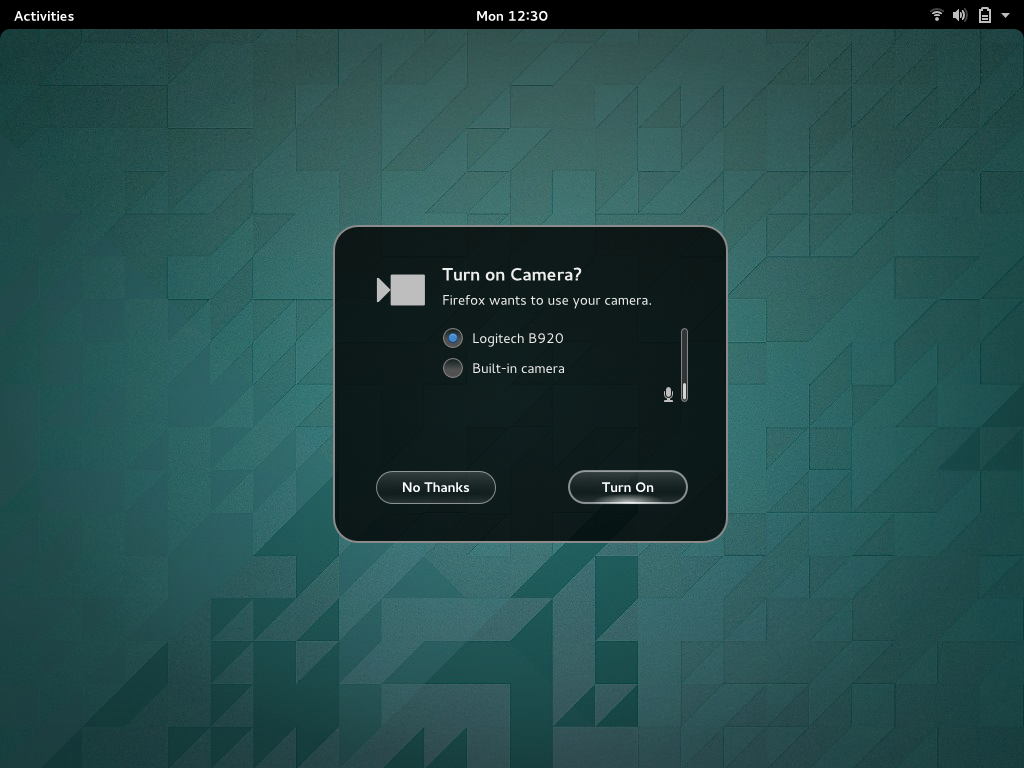 Activities
Mon 12:30
Turn on Camera?
Firefox wants to use your camera.
Logitech B920
Built-in camera
No Thanks
Turn On